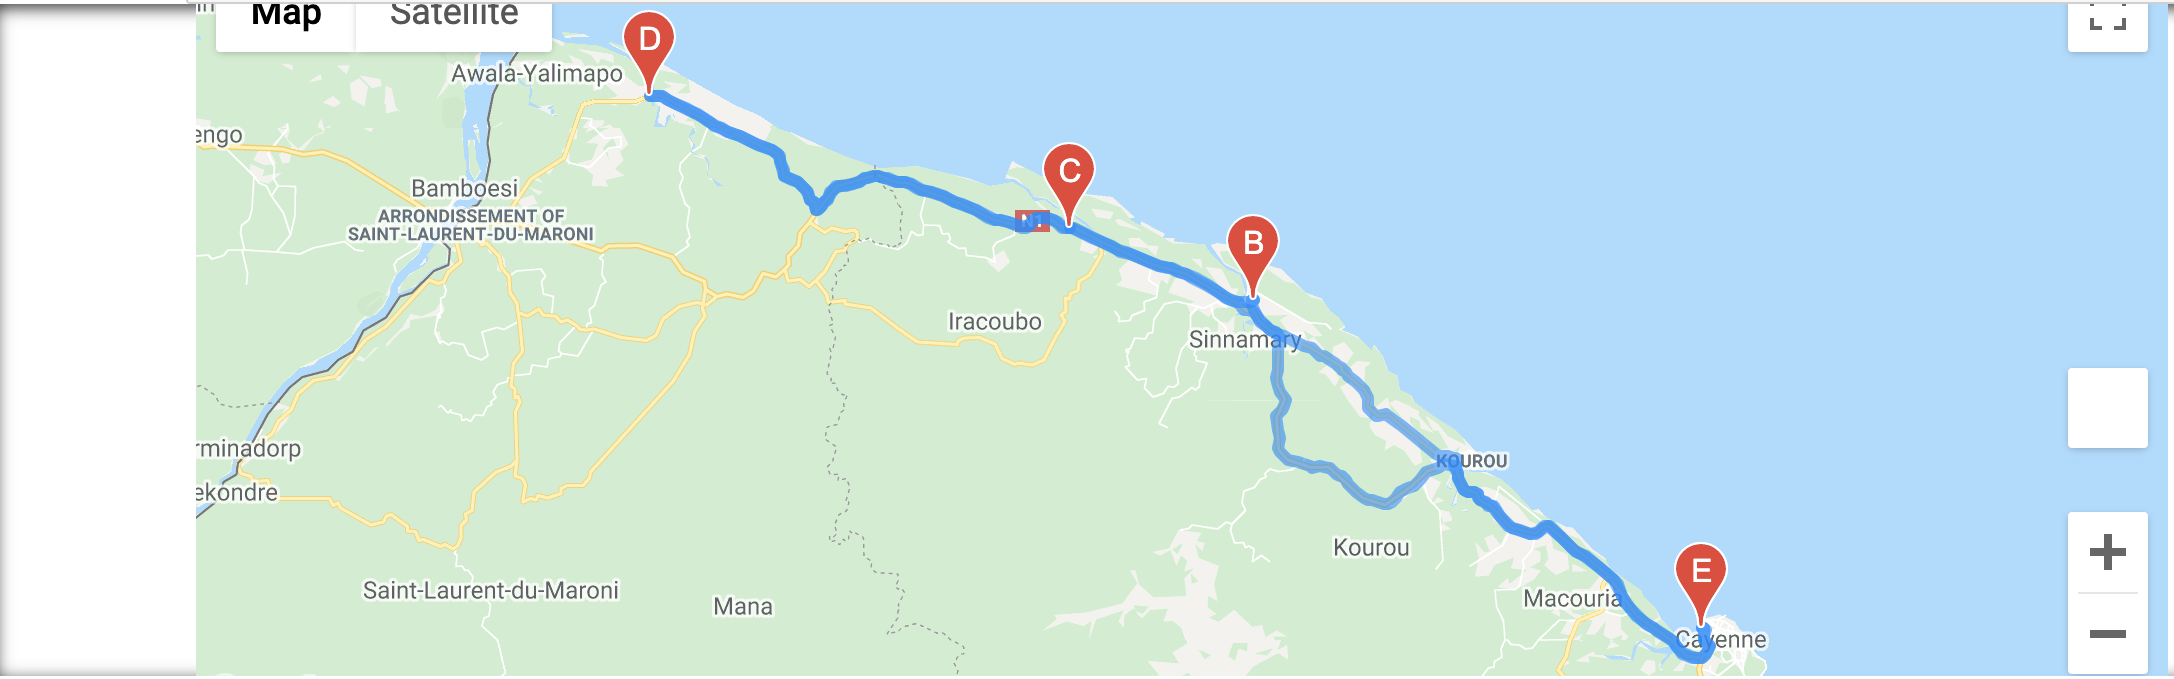 Map
Satellite
D
Awala-Yalimapo
engo
C
Bamboesi
ARRONDISSEMENT OF
SAINT-LAURENT-DU-MARONI
N1
B
Iracoubo
Sinnamary
rminadorp
KOUROU
ekondre
Kourou
E
Saint-Laurent-du-Maroni
Mana
Macouria
Cayenne